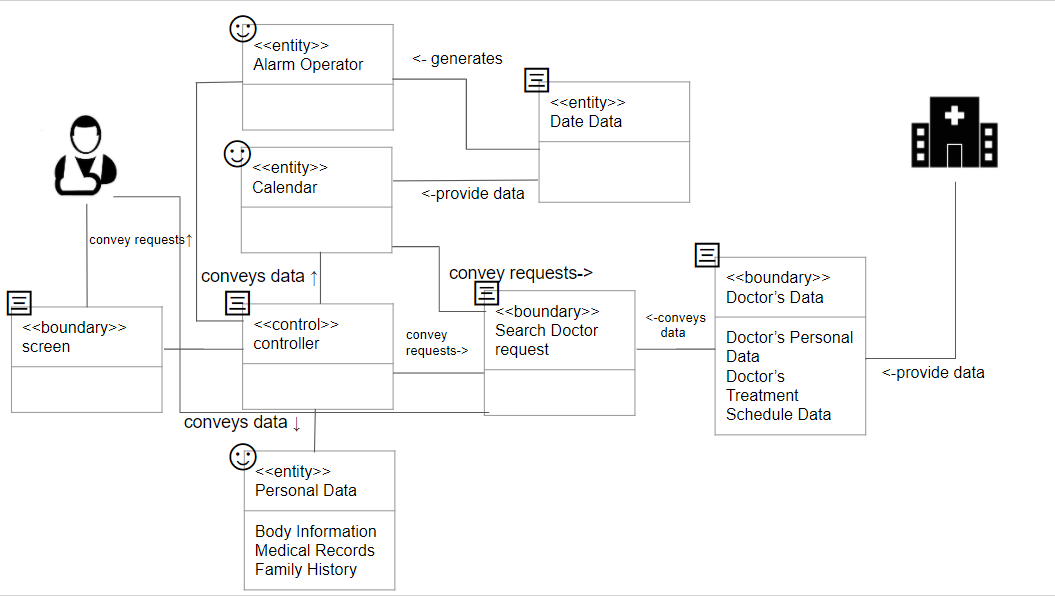 <<entity>>
Alarm Operator
<- generates
<<entity>>
Date Data
<<entity>>
Calendar
<-provide data
convey requests↑
conveys data ↑
convey requests->
<<boundary>>
Doctor's Data
Doctor's Personal
Data
Doctor's
Treatment
Schedule Data
<<boundary>>
screen
<<control>>
controller
convey
requests->
<<boundary>>
Search Doctor
request
<-conveys
data
<-provide data
conveys data ↓
<<entity>>
Personal Data
Body Information
Medical Records
Family History